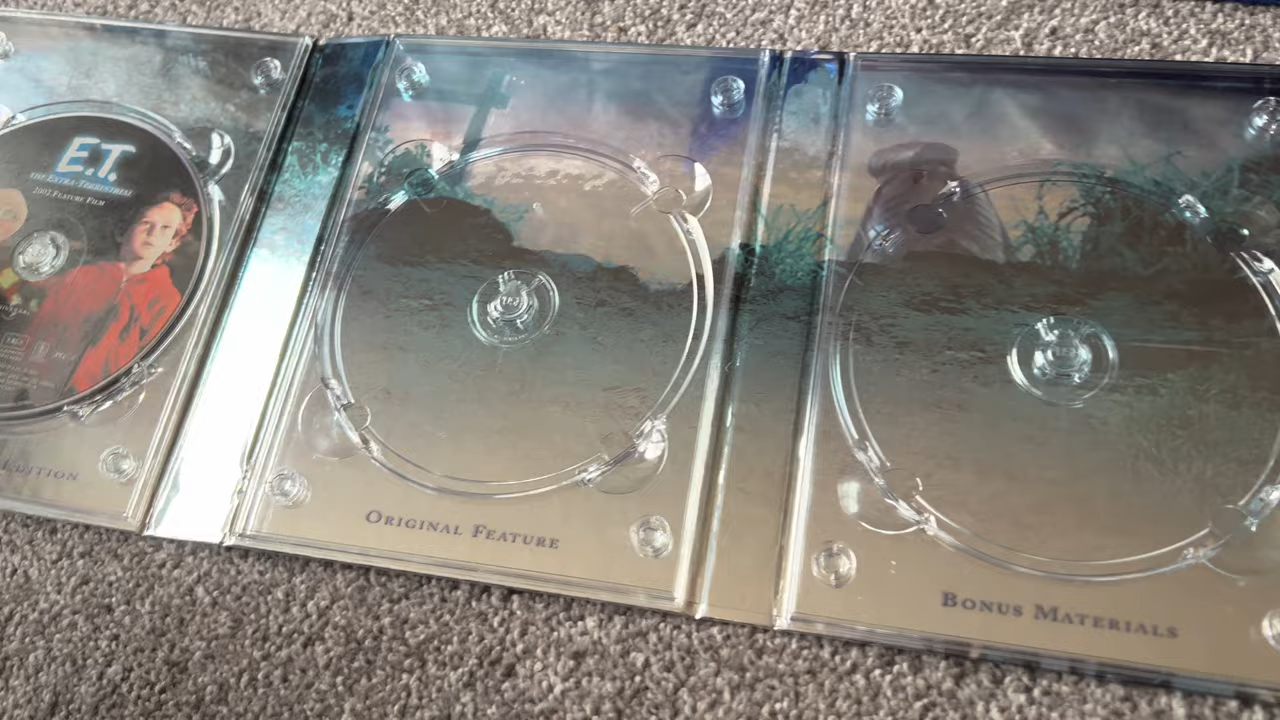 E.T.
THE EXTRA-TERRESTRIAL
2002 FEATURE FILM
EDITION
ORIGINAL FEATURE
BONUS MATERIALS